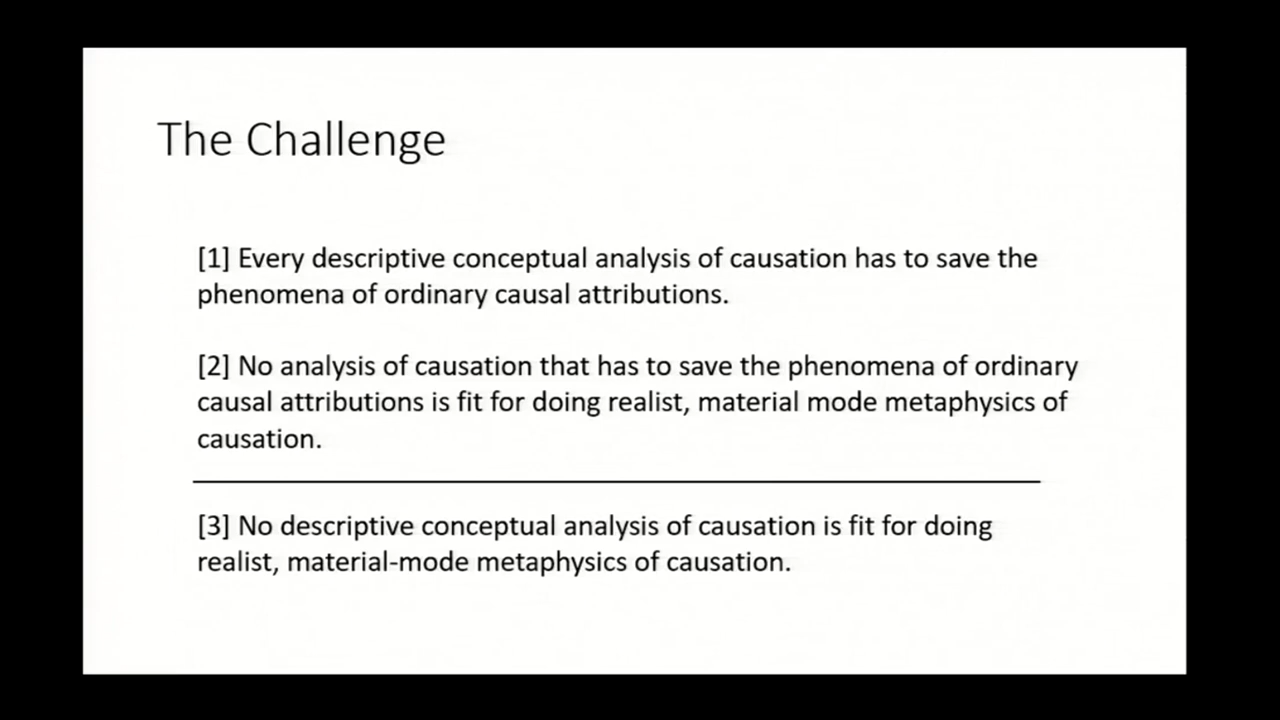 The Challenge
[1] Every descriptive conceptual analysis of causation has to save the
phenomena of ordinary causal attributions.
[2] No analysis of causation that has to save the phenomena of ordinary
causal attributions is fit for doing realist, material mode metaphysics of
causation.
[3] No descriptive conceptual analysis of causation is fit for doing
realist, material-mode metaphysics of causation.